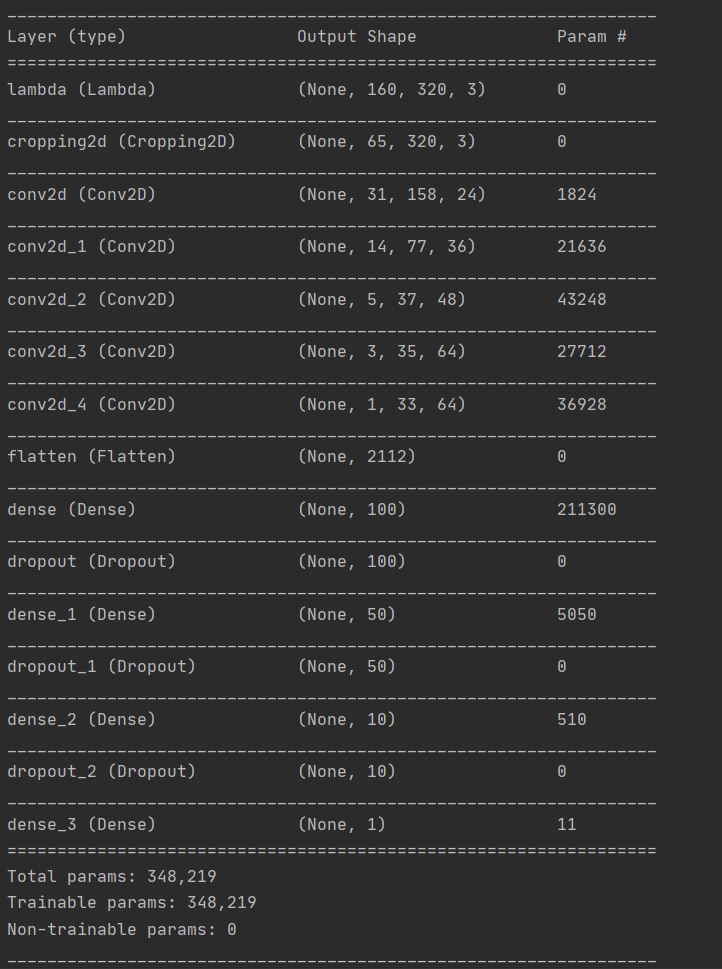 _________________________________________________________________
Layer (type)                 Output Shape              Param #
=================================================================
lambda (Lambda)              (None, 160, 320, 3)       0
_________________________________________________________________
cropping2d (Cropping2D)      (None, 65, 320, 3)        0
_________________________________________________________________
conv2d (Conv2D)              (None, 31, 158, 24)       1824
_________________________________________________________________
conv2d_1 (Conv2D)            (None, 14, 77, 36)        21636
_________________________________________________________________
conv2d_2 (Conv2D)            (None, 5, 37, 48)         43248
_________________________________________________________________
conv2d_3 (Conv2D)            (None, 3, 35, 64)         27712
_________________________________________________________________
conv2d_4 (Conv2D)            (None, 1, 33, 64)         36928
_________________________________________________________________
flatten (Flatten)            (None, 2112)              0
_________________________________________________________________
dense (Dense)                (None, 100)               211300
_________________________________________________________________
dropout (Dropout)            (None, 100)               0
_________________________________________________________________
dense_1 (Dense)              (None, 50)                5050
_________________________________________________________________
dropout_1 (Dropout)          (None, 50)                0
_________________________________________________________________
dense_2 (Dense)              (None, 10)                510
_________________________________________________________________
dropout_2 (Dropout)          (None, 10)                0
_________________________________________________________________
dense_3 (Dense)              (None, 1)                 11
=================================================================
Total params: 348,219
Trainable params: 348,219
Non-trainable params: 0
_________________________________________________________________